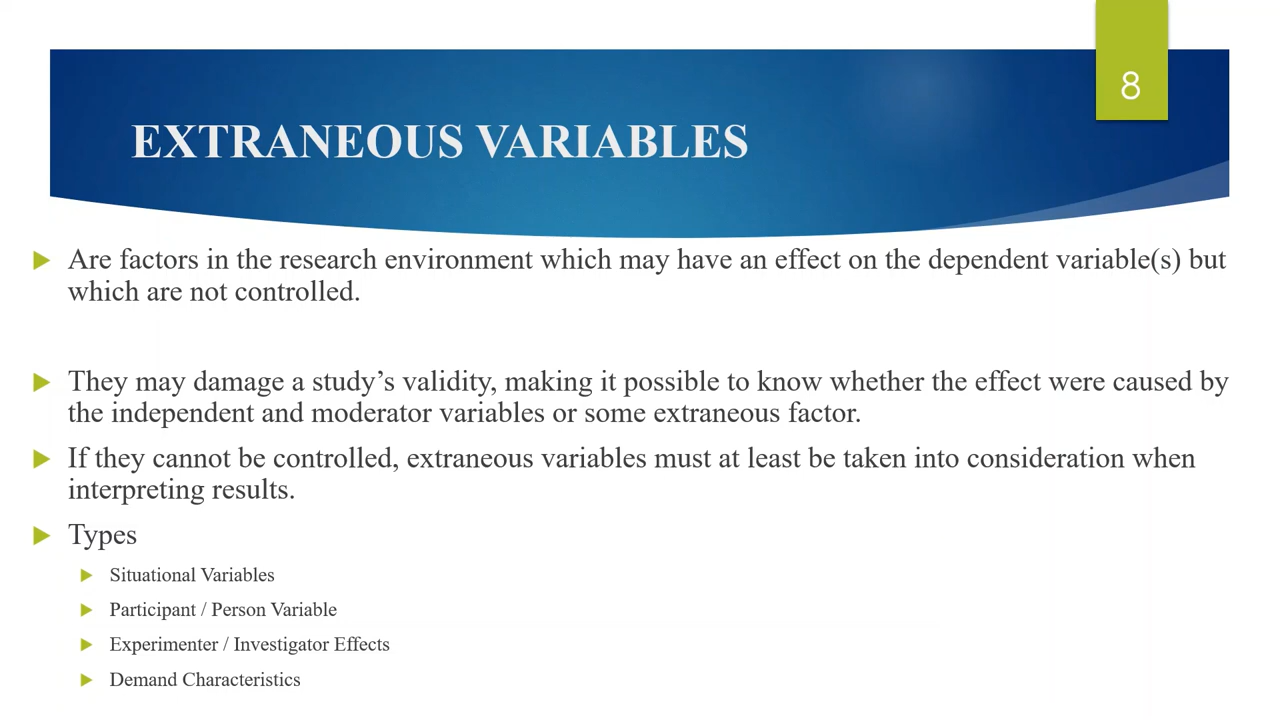 8
EXTRANEOUS VARIABLES
Are factors in the research environment which may have an effect on the dependent variable(s) but
which are not controlled.
They may damage a study’s validity, making it possible to know whether the effect were caused by
the independent and moderator variables or some extraneous factor.
If they cannot be controlled, extraneous variables must at least be taken into consideration when
interpreting results.
Types
Situational Variables
Participant / Person Variable
Experimenter / Investigator Effects
Demand Characteristics